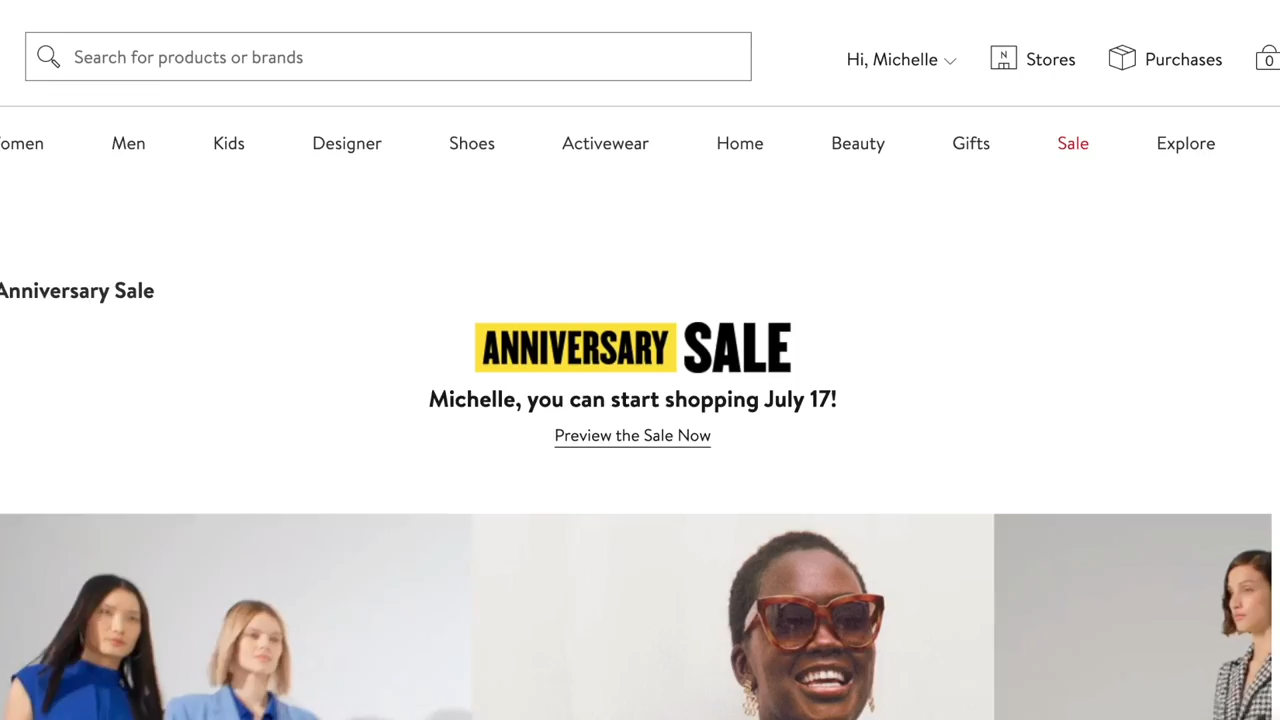 Search for products or brands
Hi, Michelle
N
Stores
Purchases
0
omen
Men
Kids
Designer
Shoes
Activewear
Home
Beauty
Gifts
Sale
Explore
Anniversary Sale
ANNIVERSARY SALE
Michelle, you can start shopping July 17!
Preview the Sale Now